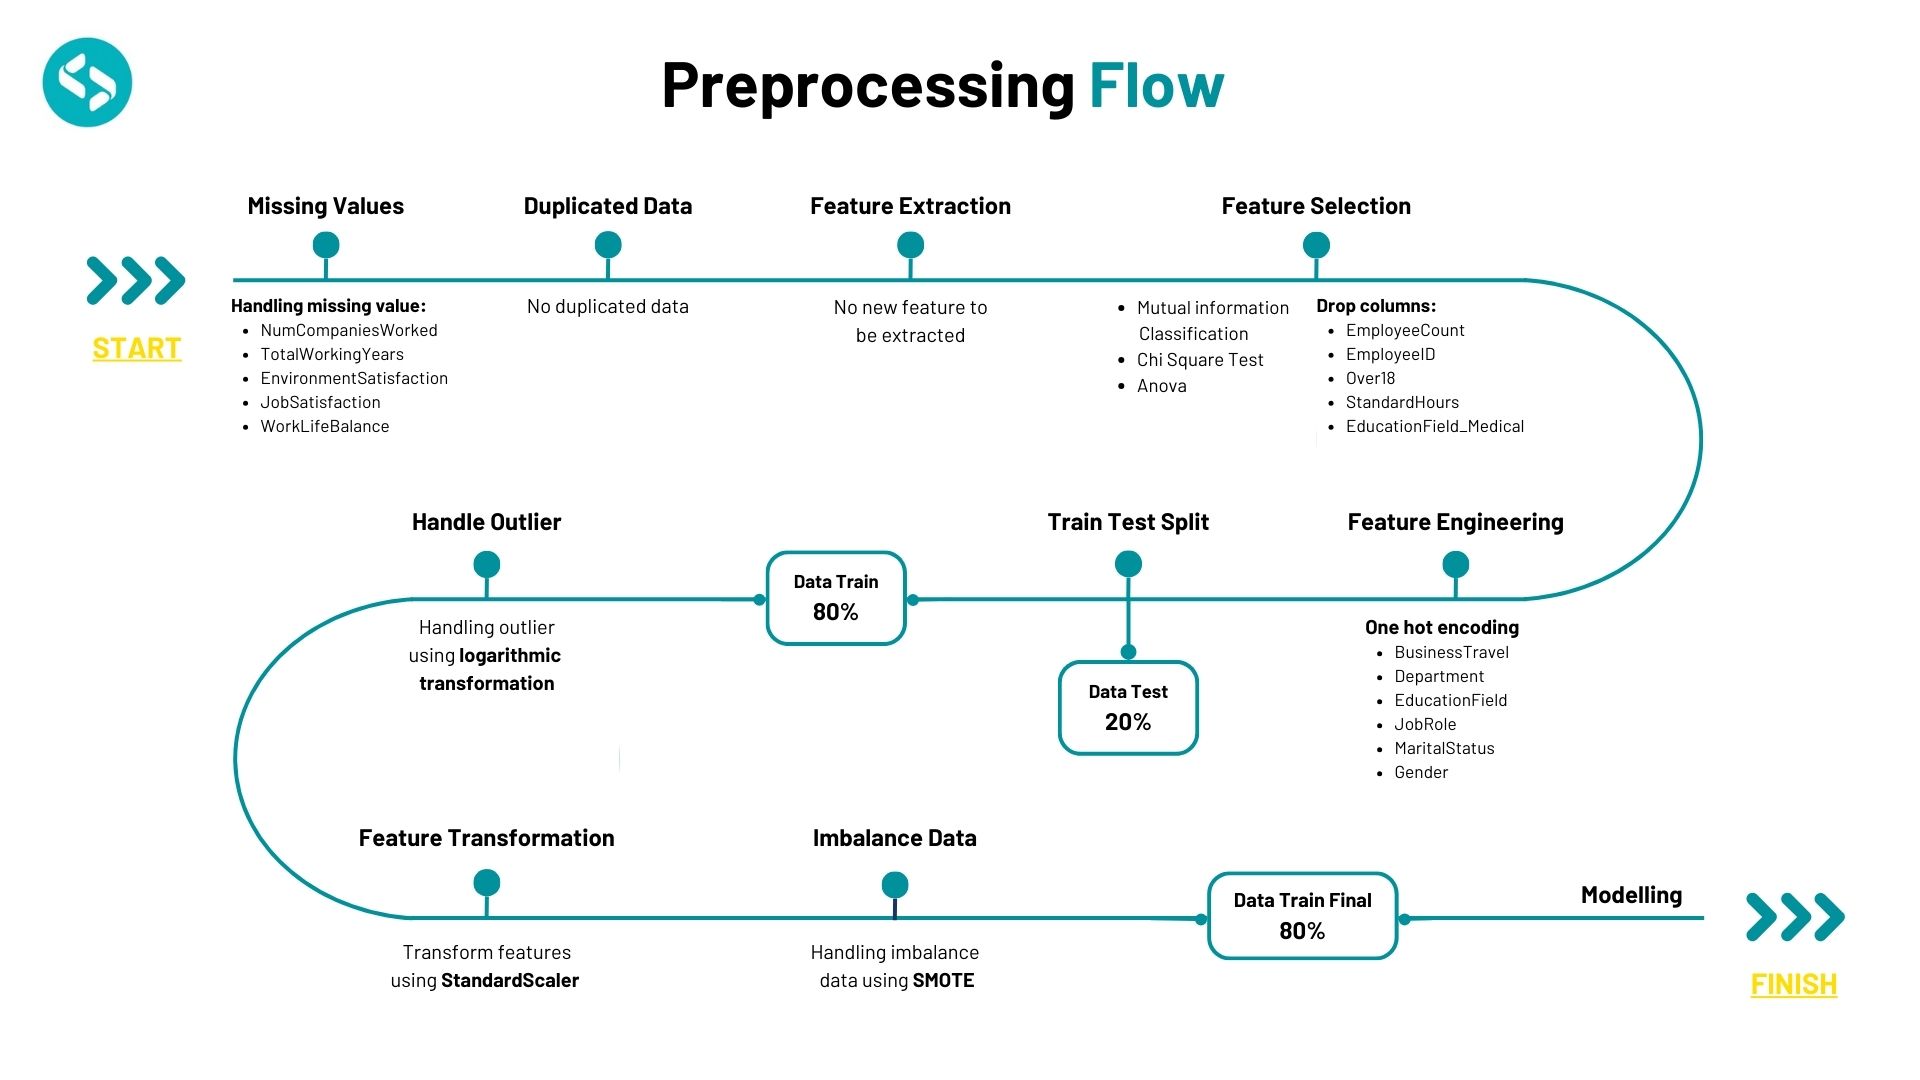 Preprocessing Flow
Missing Values
Duplicated Data
Feature Extraction
Feature Selection
START
Handling missing value:
• NumCompaniesWorked
• TotalWorkingYears
• EnvironmentSatisfaction
• JobSatisfaction
• WorkLifeBalance
No duplicated data
No new feature to
be extracted
• Mutual information
Classification
• Chi Square Test
• Anova
Drop columns:
• EmployeeCount
• EmployeeID
• Over18
• StandardHours
• EducationField_Medical
Feature Engineering
One hot encoding
• BusinessTravel
• Department
• EducationField
• JobRole
• MaritalStatus
• Gender
Train Test Split
Data Test
20%
Data Train
80%
Handle Outlier
Handling outlier
using logarithmic
transformation
Feature Transformation
Transform features
using StandardScaler
Imbalance Data
Handling imbalance
data using SMOTE
Data Train Final
80%
Modelling
FINISH